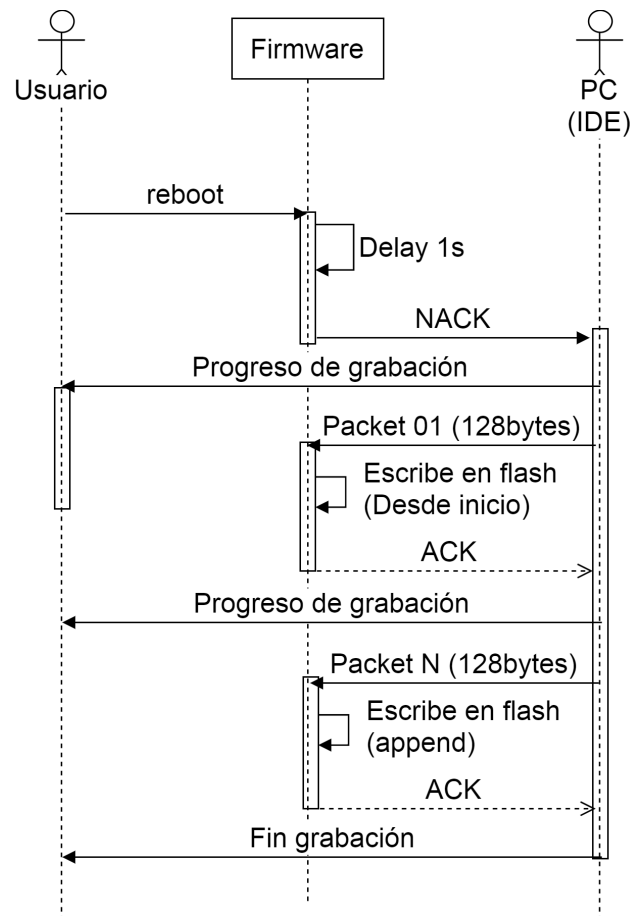 Usuario
Firmware
PC
(IDE)
reboot
Delay 1s
NACK
Progreso de grabación
Packet 01 (128bytes)
Escribe en flash
(Desde inicio)
ACK
Progreso de grabación
Packet N (128bytes)
Escribe en flash
(append)
ACK
Fin grabación